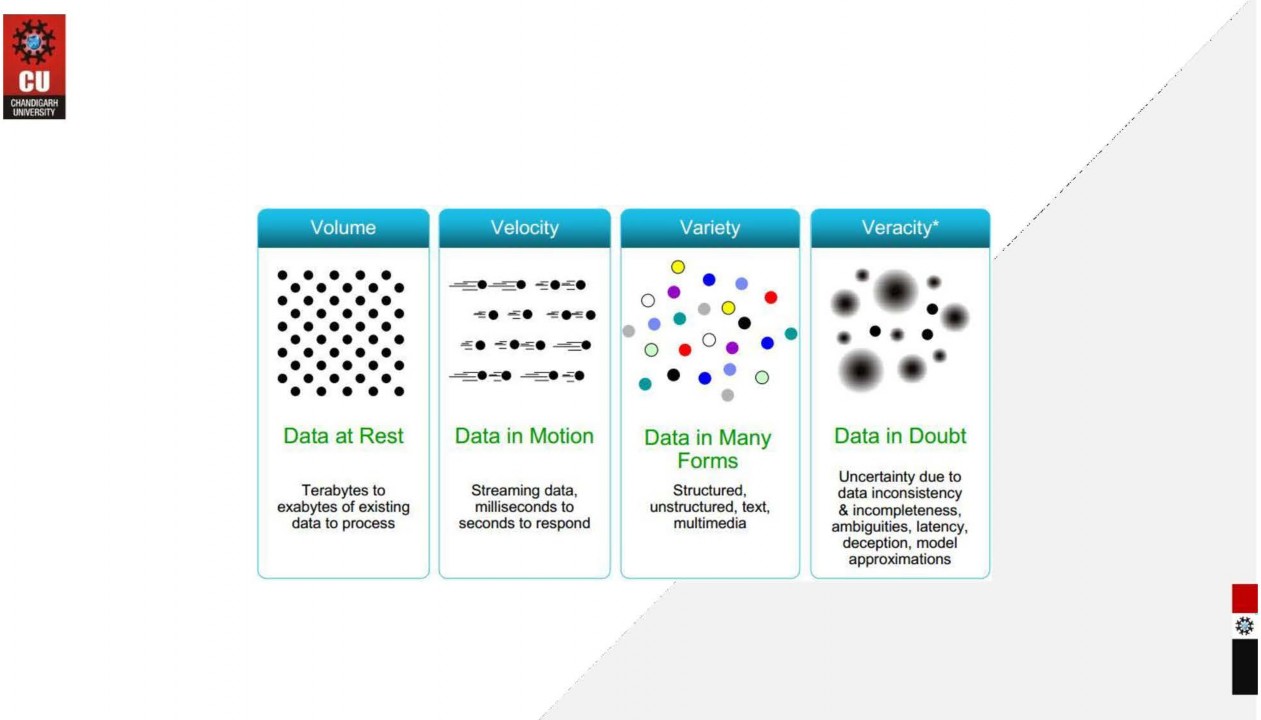 CU
CHANDIGARH
UNIVERSITY
Volume
Data at Rest
Terabytes to
exabytes of existing
data to process
Velocity
Data in Motion
Streaming data,
milliseconds to
seconds to respond
Variety
Data in Many
Forms
Structured,
unstructured, text,
multimedia
Veracity*
Data in Doubt
Uncertainty due to
data inconsistency
& incompleteness,
ambiguities, latency,
deception, model
approximations